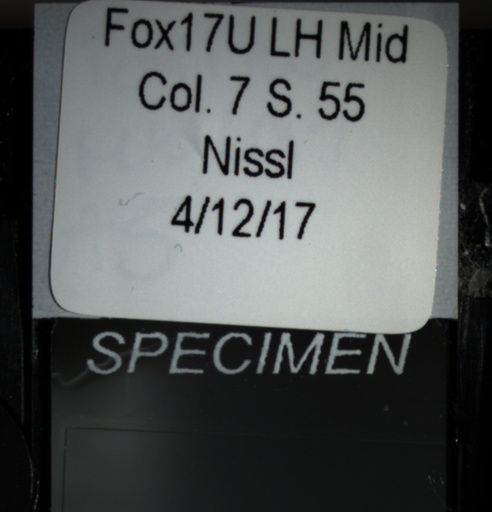 Fox17U LH Mid
Col. 7 S. 55
Nissl
4/12/17
SPECIMEN